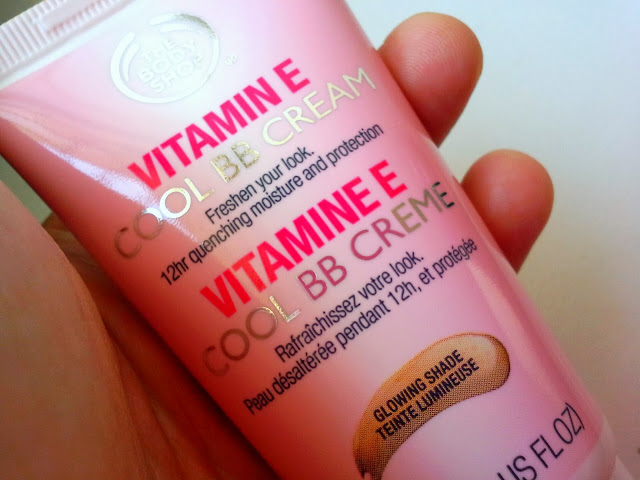 THE
BODY
SHOP®
VITAMIN E
COOL BB CREAM
Freshen your look.
12hr quenching moisture and protection
VITAMINE E
COOL BB CREME
Rafraîchissez votre look.
Peau désaltérée pendant 12h, et protégée
GLOWING SHADE
TEINTE LUMINEUSE
US FL OZ)